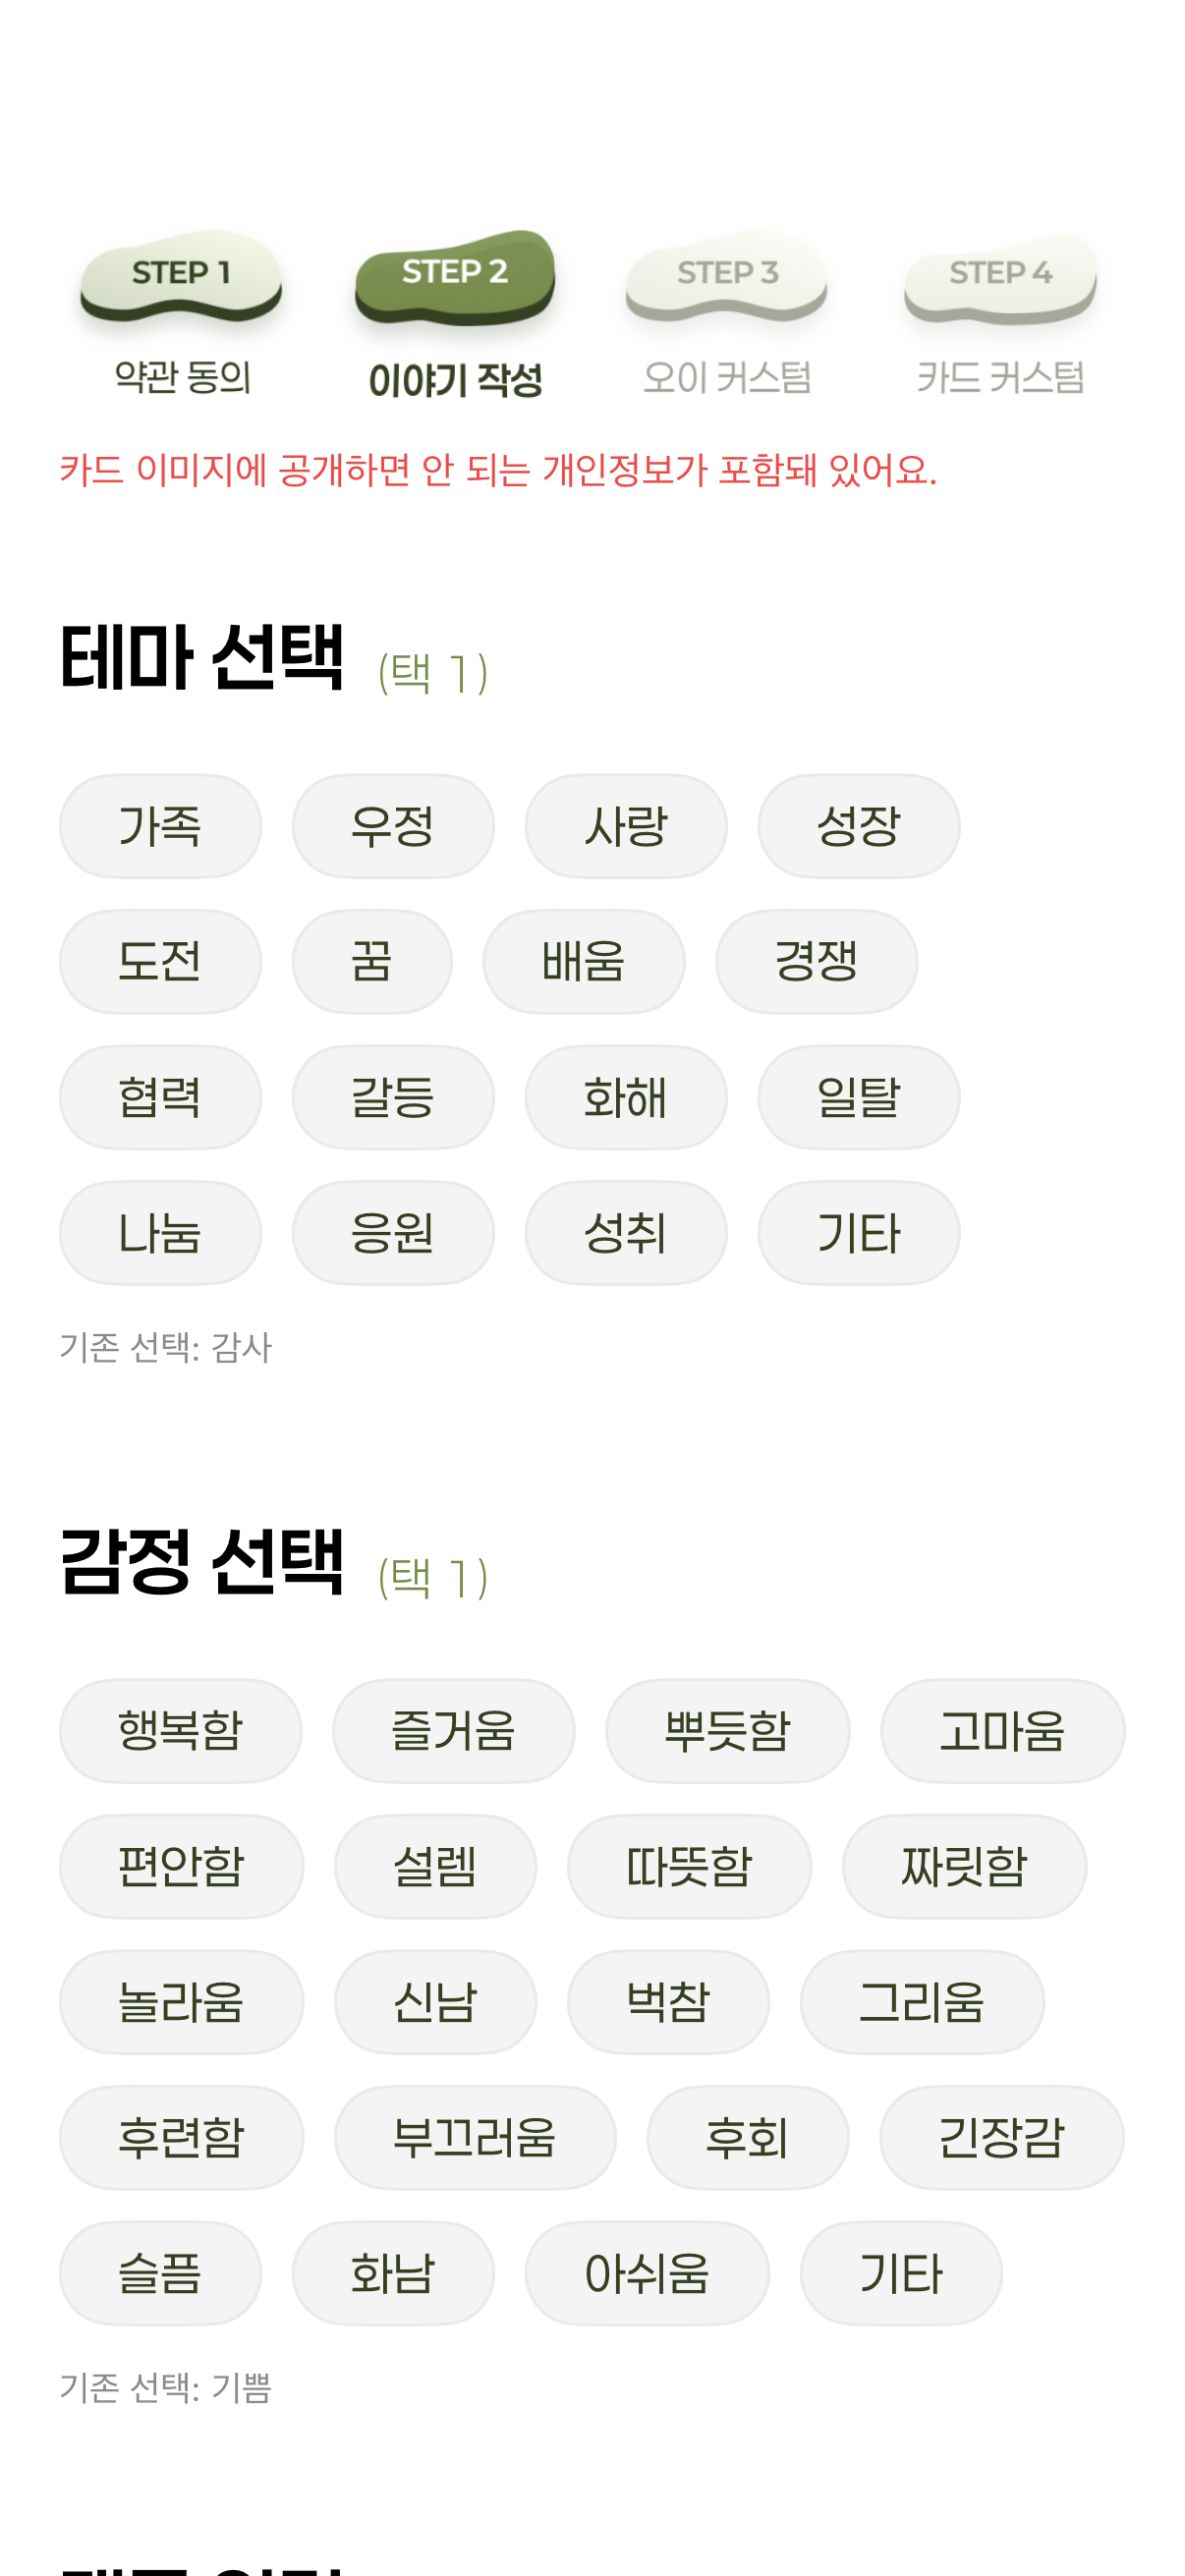 STEP 1 STEP 2 STEP 3 STEP 4
약관 동의 이야기 작성 오이 커스텀 카드 커스텀
카드 이미지에 공개하면 안 되는 개인정보가 포함돼 있어요.
테마 선택 (택 1)
가족 우정 사랑 성장
도전 꿈 배움 경쟁
협력 갈등 화해 일탈
나눔 응원 성취 기타
기존 선택: 감사
감정 선택 (택 1)
행복함 즐거움 뿌듯함 고마움
편안함 설렘 따뜻함 짜릿함
놀라움 신남 벅참 그리움
후련함 부끄러움 후회 긴장감
슬픔 화남 아쉬움 기타
기존 선택: 기쁨